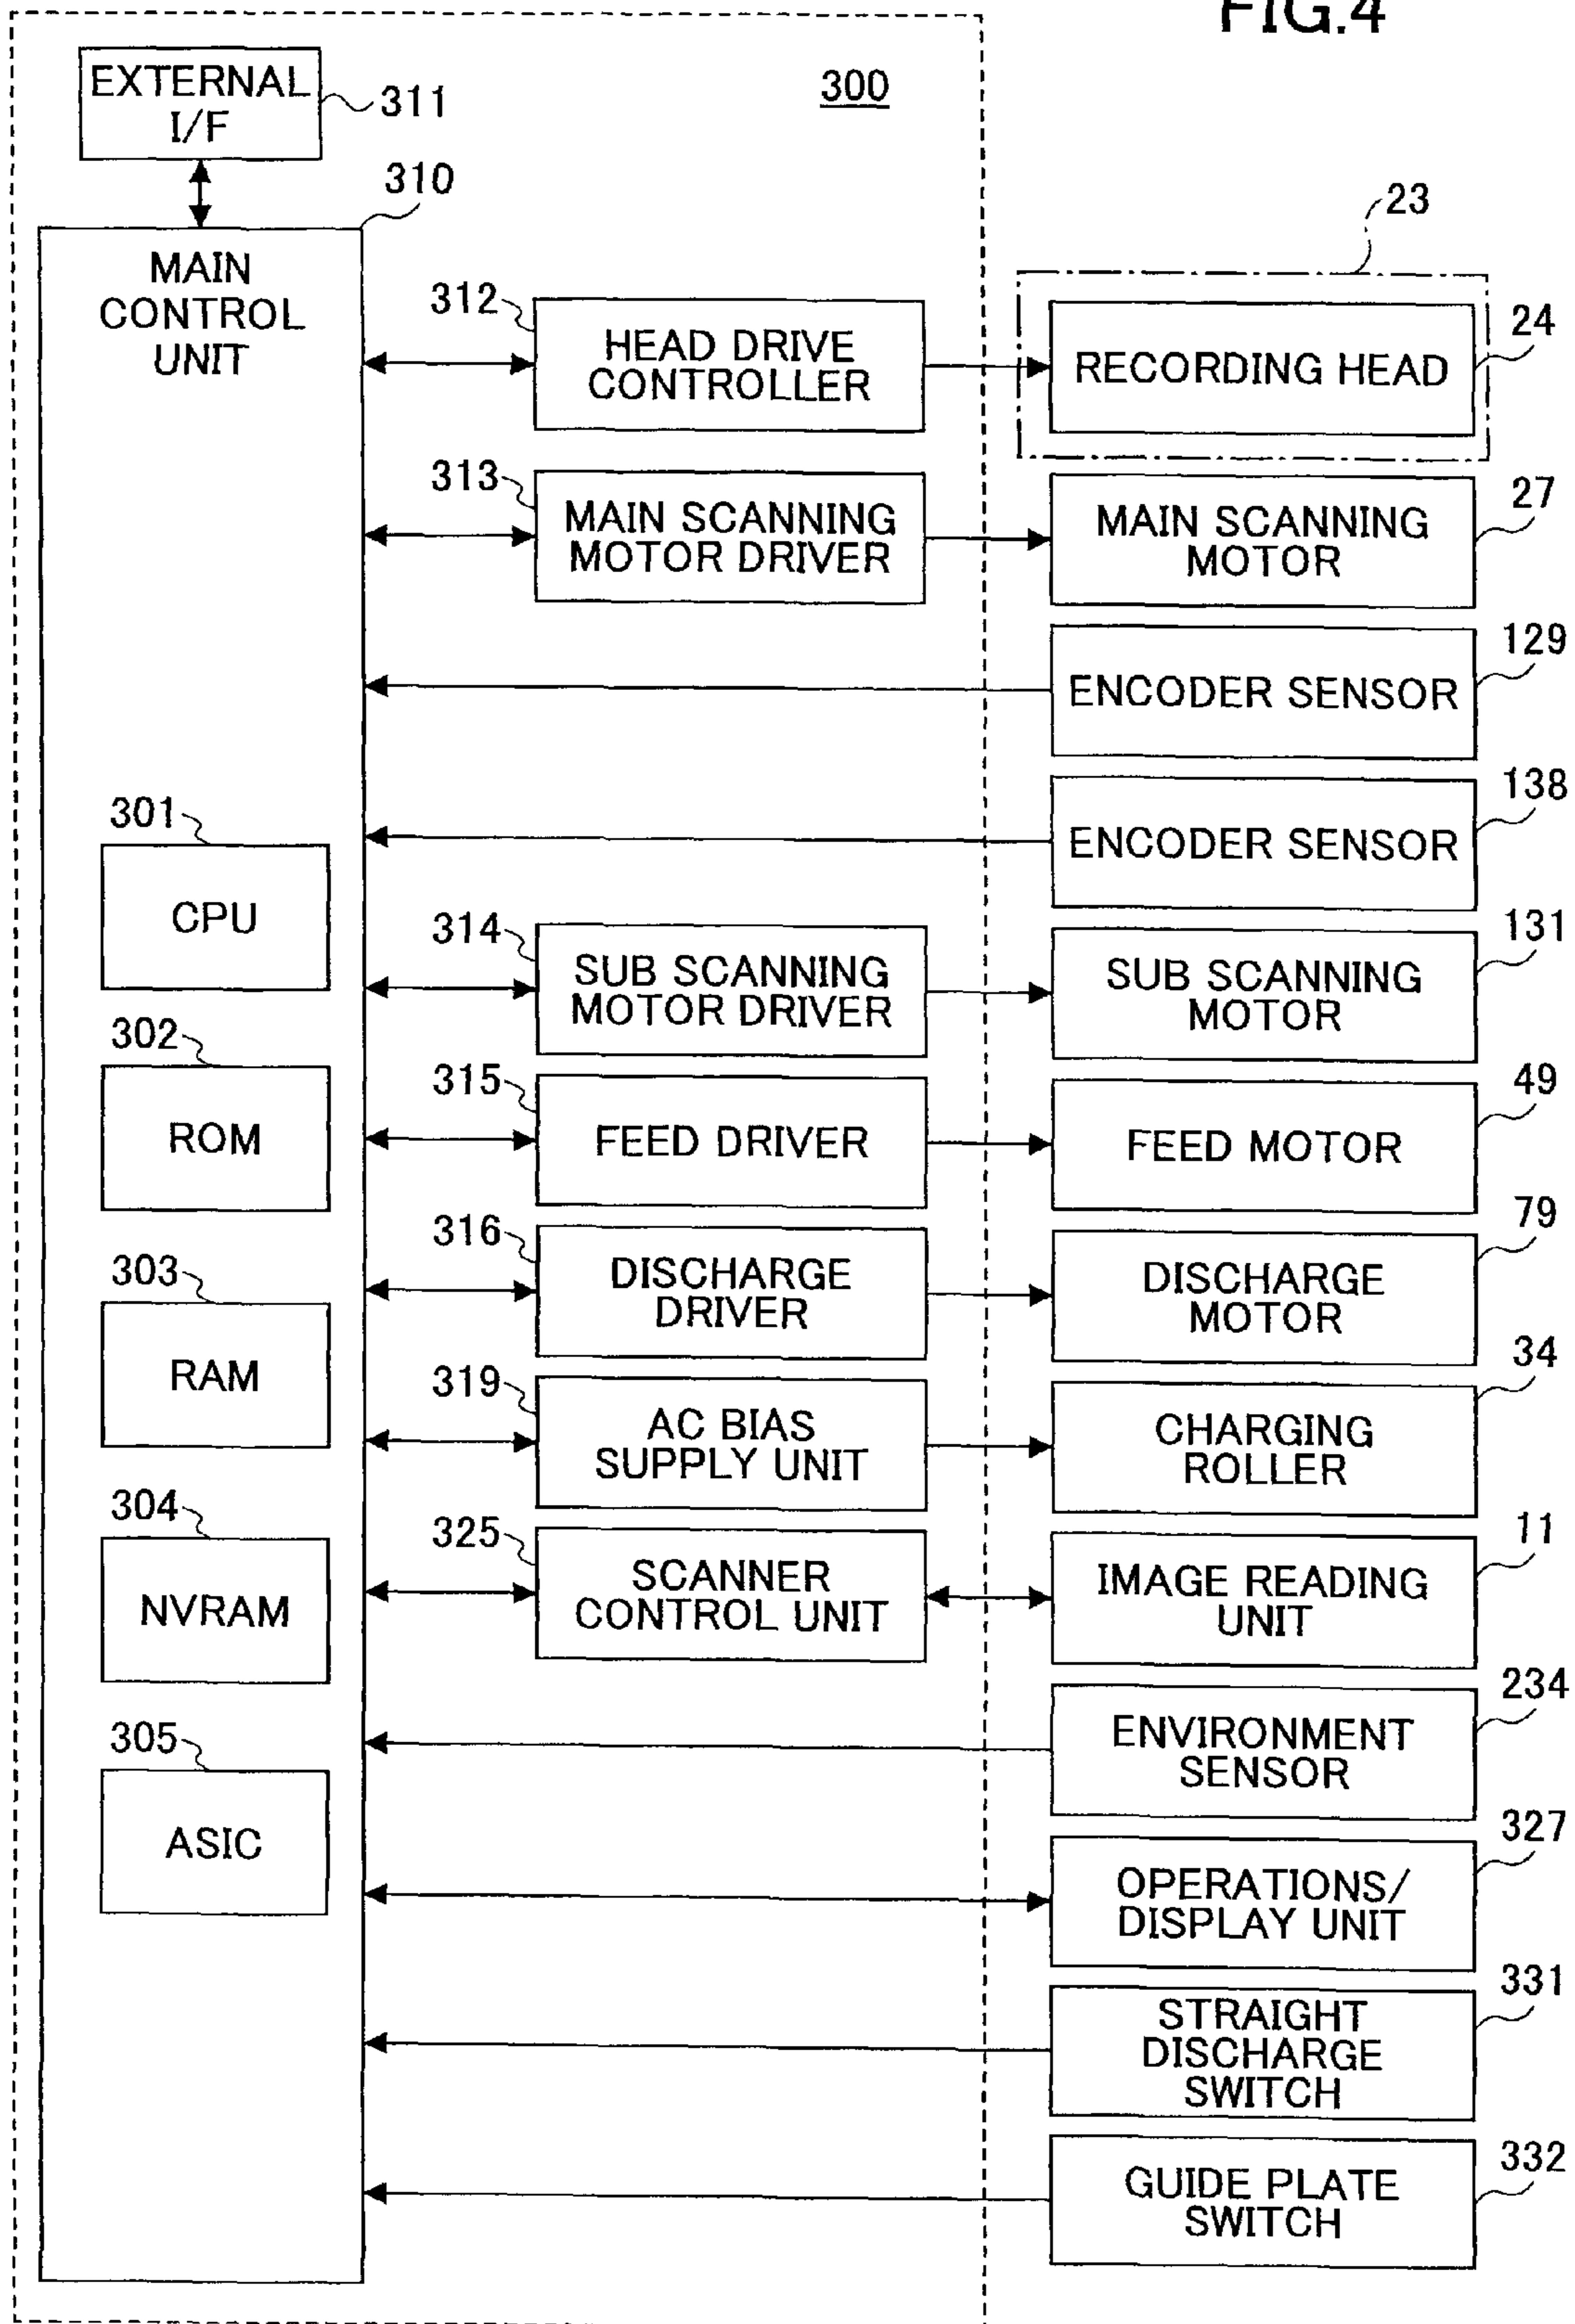 FIG.4
300
EXTERNAL
I/F
311
310
MAIN
CONTROL
UNIT
23
312
HEAD DRIVE
CONTROLLER
RECORDING HEAD
24
313
MAIN SCANNING
MOTOR DRIVER
MAIN SCANNING
MOTOR
27
ENCODER SENSOR
129
ENCODER SENSOR
138
301
CPU
314
SUB SCANNING
MOTOR DRIVER
SUB SCANNING
MOTOR
131
302
ROM
315
FEED DRIVER
FEED MOTOR
49
316
DISCHARGE
DRIVER
DISCHARGE
MOTOR
79
303
RAM
319
AC BIAS
SUPPLY UNIT
CHARGING
ROLLER
34
304
NVRAM
325
SCANNER
CONTROL UNIT
IMAGE READING
UNIT
11
305
ASIC
ENVIRONMENT
SENSOR
234
OPERATIONS/
DISPLAY UNIT
327
STRAIGHT
DISCHARGE
SWITCH
331
GUIDE PLATE
SWITCH
332